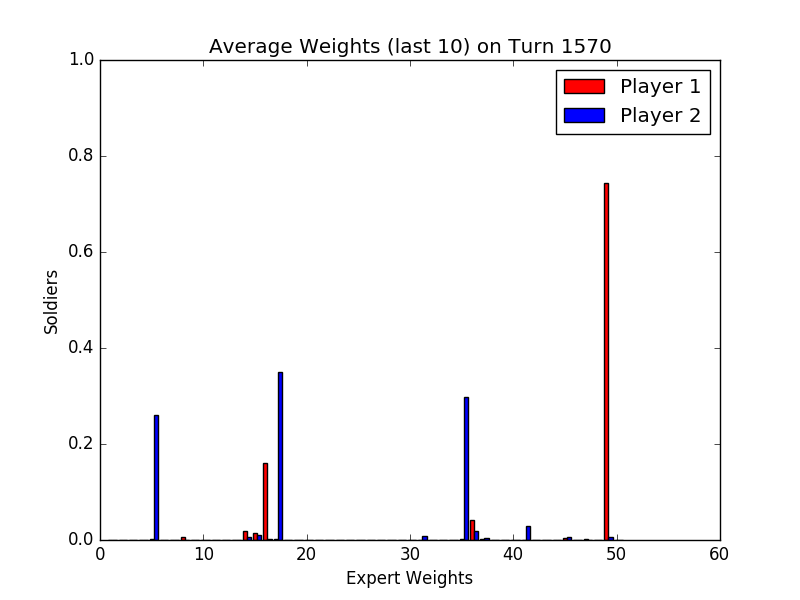 Average Weights (last 10) on Turn 1570
1.0
Player 1
Player 2
0.8
0.6
Soldiers
0.4
0.2
0.0
0 10 20 30 40 50 60
Expert Weights